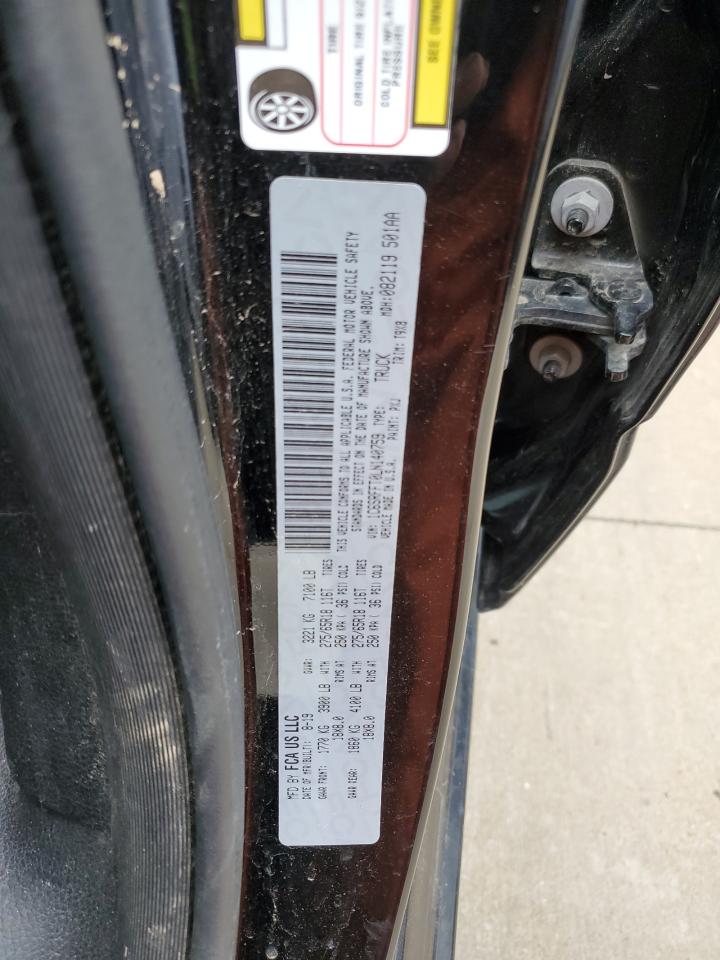 TIRE
ORIGINAL TIRE SIZE
COLD TIRE INFLATION
PRESSURE
SEE OWNER
MFD BY FCA US LLC
DATE OF MFR(BUILT): 8-19 GVWR: 3221 KG 7100 LB
GAWR FRONT: 1770 KG 3900 LB WITH 275/65R18 116T TIRES
18X8.0 RIMS AT 250 KPA ( 36 PSI) COLD
GAWR REAR: 1860 KG 4100 LB WITH 275/65R18 116T TIRES
18X8.0 RIMS AT 250 KPA ( 36 PSI) COLD
THIS VEHICLE CONFORMS TO ALL APPLICABLE U.S.A. FEDERAL MOTOR VEHICLE SAFETY
STANDARDS IN EFFECT ON THE DATE OF MANUFACTURE SHOWN ABOVE.
VIN: 1C6SRFFT0LN140759 TYPE: TRUCK MDH:082119 501AA
VEHICLE MADE IN U.S.A. PAINT: PXJ TRIM: T9X8